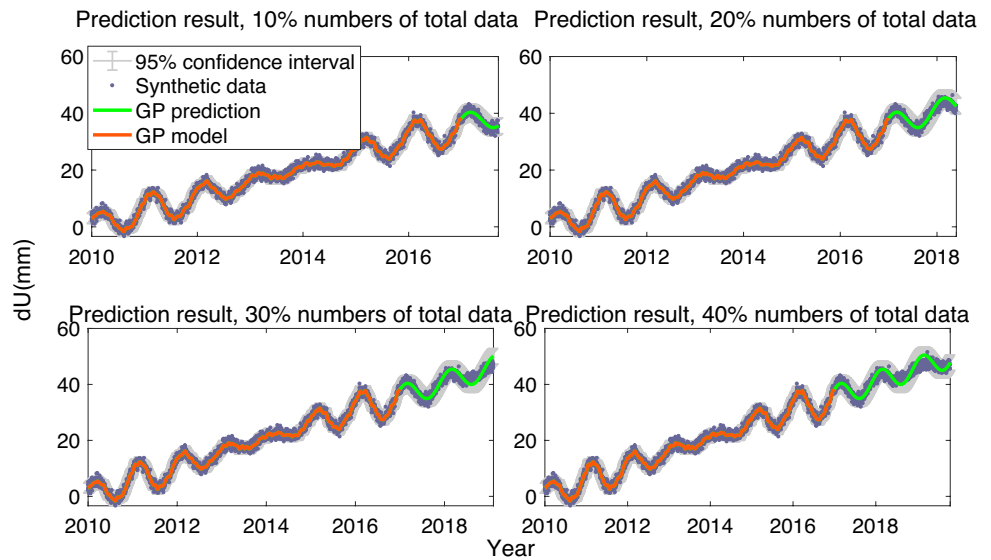 Prediction result, 10% numbers of total data
60
40
20
0
2010 2012 2014 2016
95% confidence interval
Synthetic data
GP prediction
GP model
Prediction result, 20% numbers of total data
60
40
20
0
2010 2012 2014 2016 2018
dU(mm)
Prediction result, 30% numbers of total data
60
40
20
0
2010 2012 2014 2016 2018
Prediction result, 40% numbers of total data
60
40
20
0
2010 2012 2014 2016 2018
Year